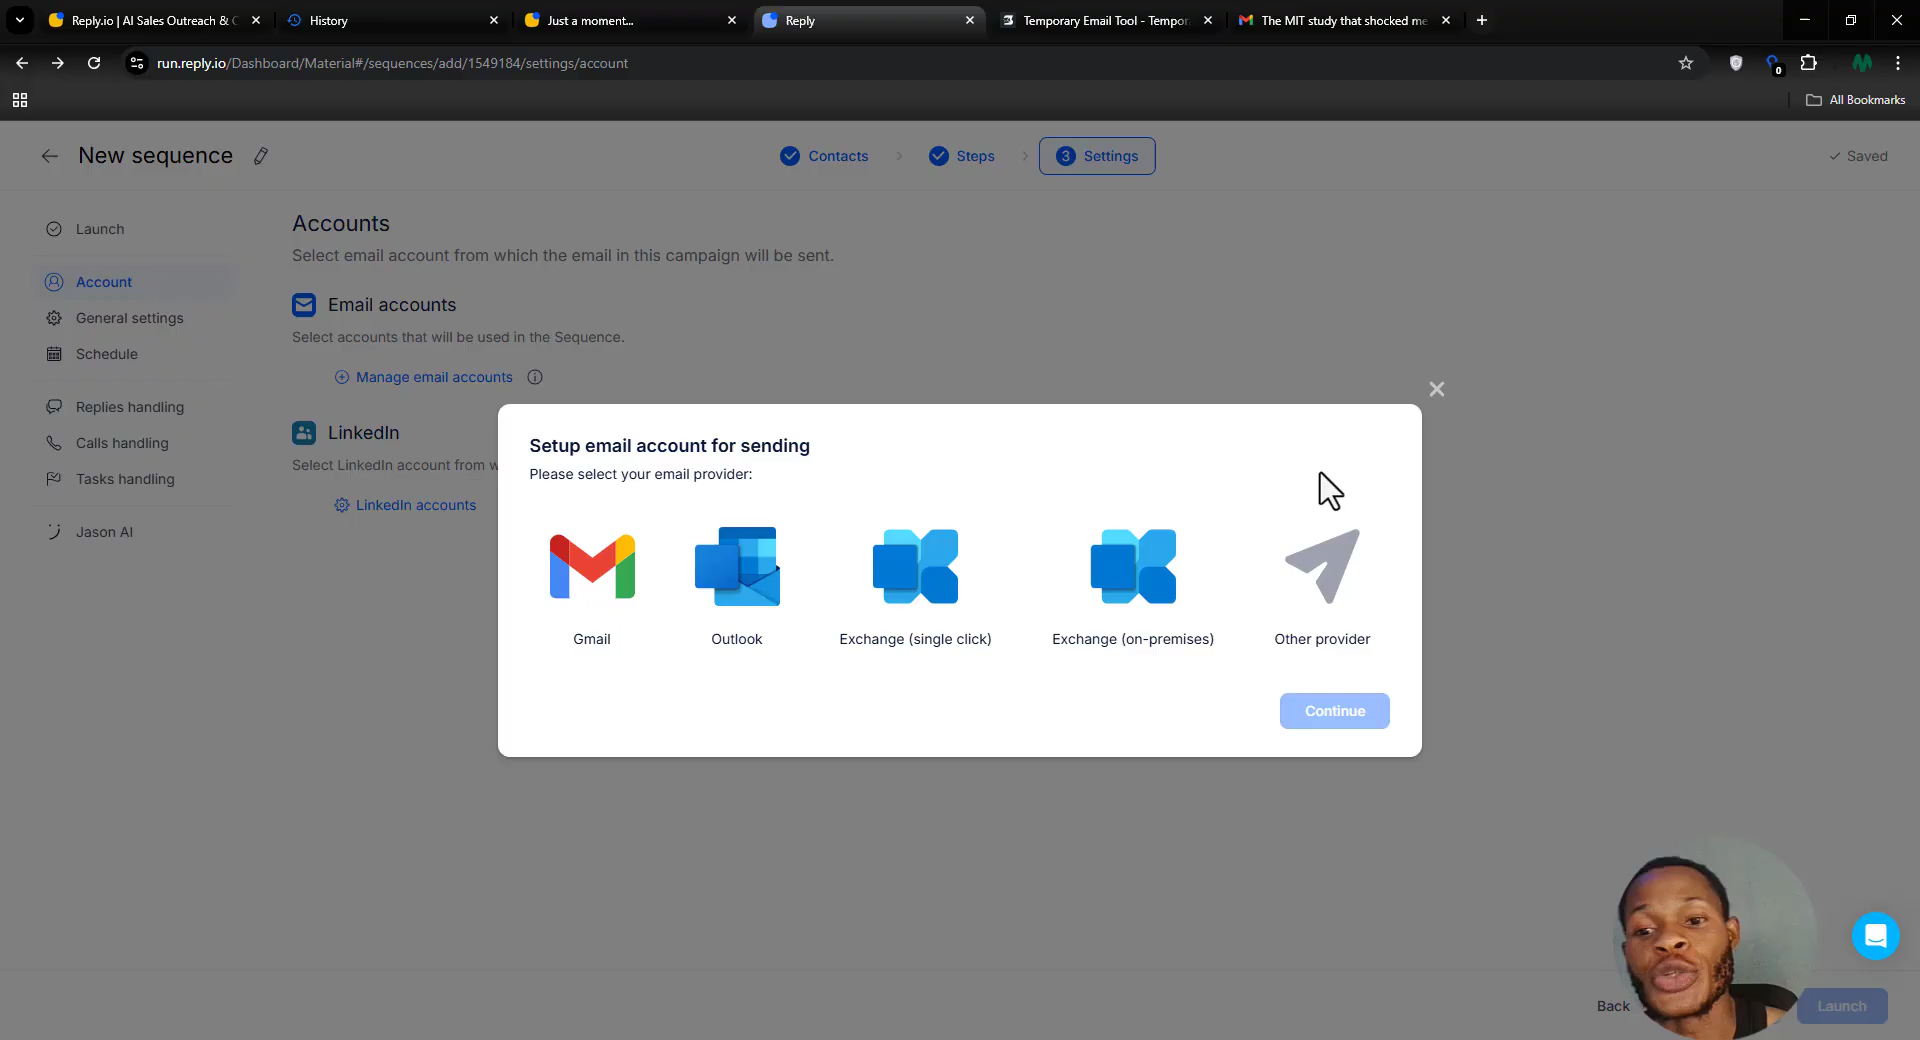 Reply.io | AI Sales Outreach &
History
Just a moment...
Reply
Temporary Email Tool - Tempor
The MIT study that shocked me
run.reply.io/Dashboard/Material#/sequences/add/1549184/settings/account
0
All Bookmarks
New sequence
Contacts
Steps
3 Settings
Saved
Launch
Account
General settings
Schedule
Replies handling
Calls handling
Tasks handling
Jason AI
Accounts
Select email account from which the email in this campaign will be sent.
Email accounts
Select accounts that will be used in the Sequence.
Manage email accounts
LinkedIn
Select LinkedIn account from w
LinkedIn accounts
Setup email account for sending
Please select your email provider:
Gmail
Outlook
Exchange (single click)
Exchange (on-premises)
Other provider
Continue
Back
Launch